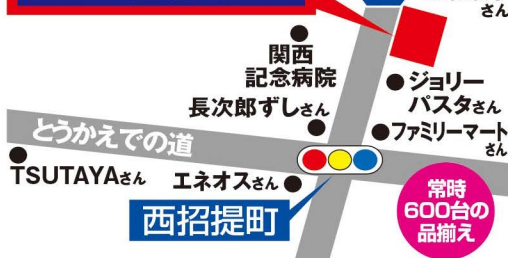 さん
関西
記念病院
ジョリー
パスタさん
長次郎ずしさん
ファミリーマート
さん
とうかえでの道
TSUTAYAさん
エネオスさん
西招提町
常時
600台の
品揃え